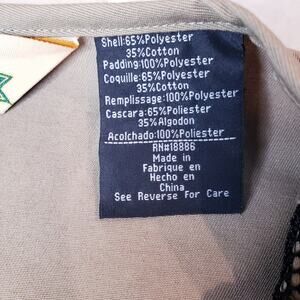 Shell:65%Polyester
35%Cotton
Padding:100%Polyester
Coquille:65%Polyester
35%Cotton
Remplissage:100%Polyester
Cascara:65%Poliester
35%Algodon
Acolchado:100%Poliester
RN#18806
Made in
Fabrique en
Hecho en
China
See Reverse For Care